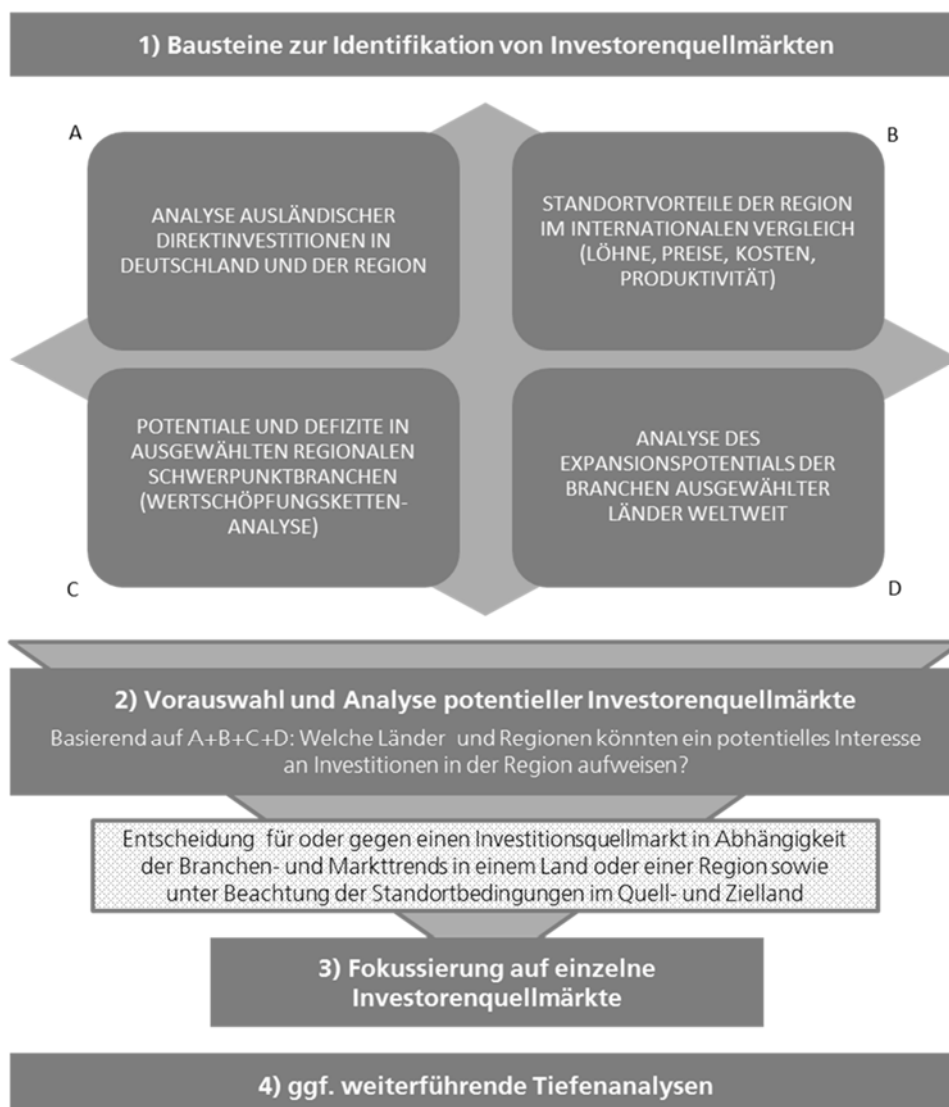 1) Bausteine zur Identifikation von Investorenquellmärkten
A
B
ANALYSE AUSLÄNDISCHER
DIREKTINVESTITIONEN IN
DEUTSCHLAND UND DER REGION
STANDORTVORTEILE DER REGION
IM INTERNATIONALEN VERGLEICH
(LÖHNE, PREISE, KOSTEN,
PRODUKTIVITÄT)
POTENTIALE UND DEFIZITE IN
AUSGEWÄHLTEN REGIONALEN
SCHWERPUNKTBRANCHEN
(WERTSCHÖPFUNGSKETTEN-
ANALYSE)
ANALYSE DES
EXPANSIONSPOTENTIALS DER
BRANCHEN AUSGEWÄHLTER
LÄNDER WELTWEIT
C
D
2) Vorauswahl und Analyse potentieller Investorenquellmärkte
Basierend auf A+B+C+D: Welche Länder und Regionen könnten ein potentielles Interesse
an Investitionen in der Region aufweisen?
Entscheidung für oder gegen einen Investitionsquellmarkt in Abhängigkeit
der Branchen- und Markttrends in einem Land oder einer Region sowie
unter Beachtung der Standortbedingungen im Quell- und Zielland
3) Fokussierung auf einzelne
Investorenquellmärkte
4) ggf. weiterführende Tiefenanalysen